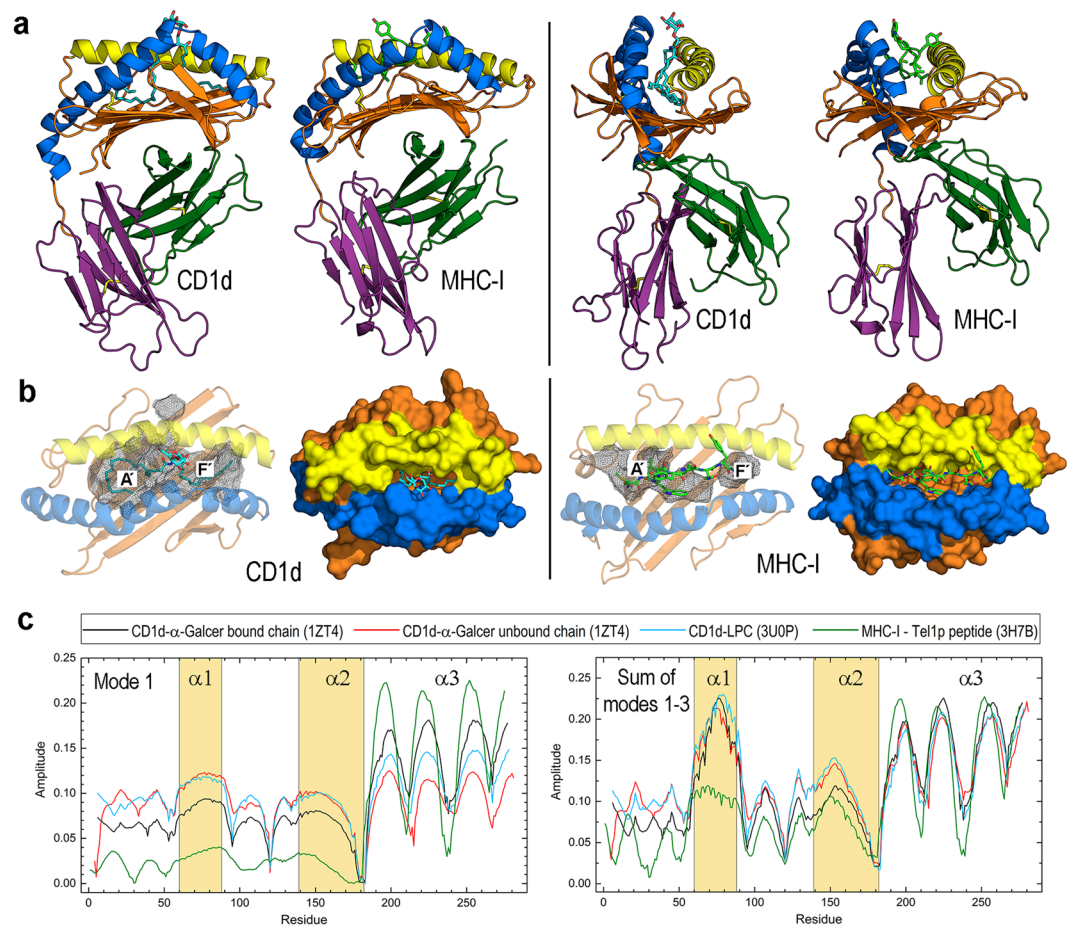 a
CD1d
MHC-I
CD1d
MHC-I
b
A´
F´
CD1d
A´
F´
MHC-I
c
CD1d-α-Galcer bound chain (1ZT4)
CD1d-α-Galcer unbound chain (1ZT4)
CD1d-LPC (3U0P)
MHC-I - Tel1p peptide (3H7B)
Mode 1
α1
α2
α3
Amplitude
0.25
0.20
0.15
0.10
0.05
0.00
0
50
100
150
200
250
Residue
Sum of
modes 1-3
α1
α2
α3
Amplitude
0.25
0.20
0.15
0.10
0.05
0.00
0
50
100
150
200
250
Residue